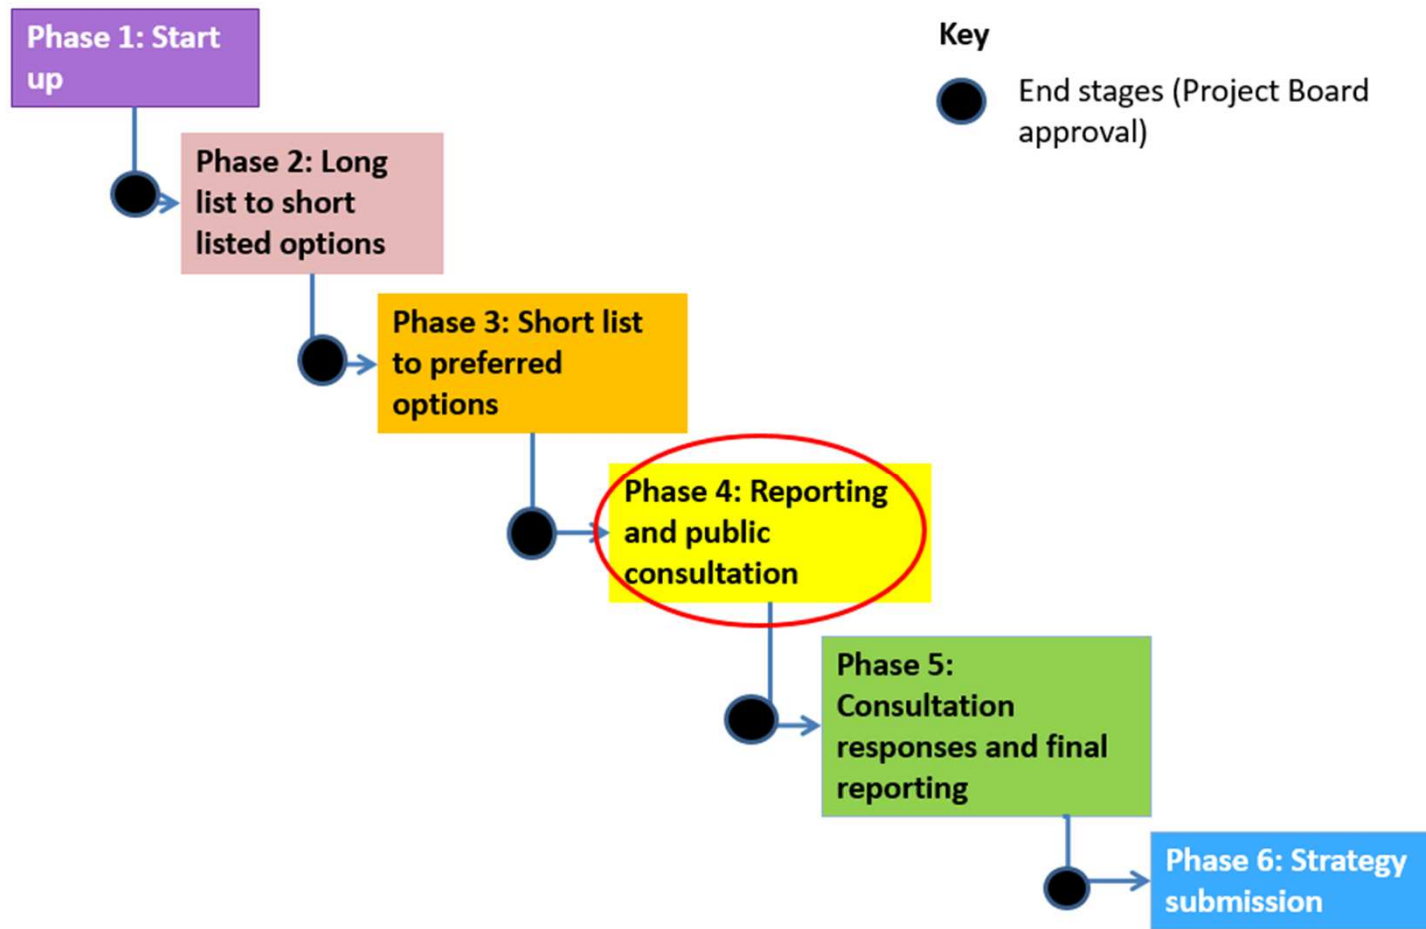 Phase 1: Start
up
Key
End stages (Project Board
approval)
Phase 2: Long
list to short
listed options
Phase 3: Short list
to preferred
options
Phase 4: Reporting
and public
consultation
Phase 5:
Consultation
responses and final
reporting
Phase 6: Strategy
submission